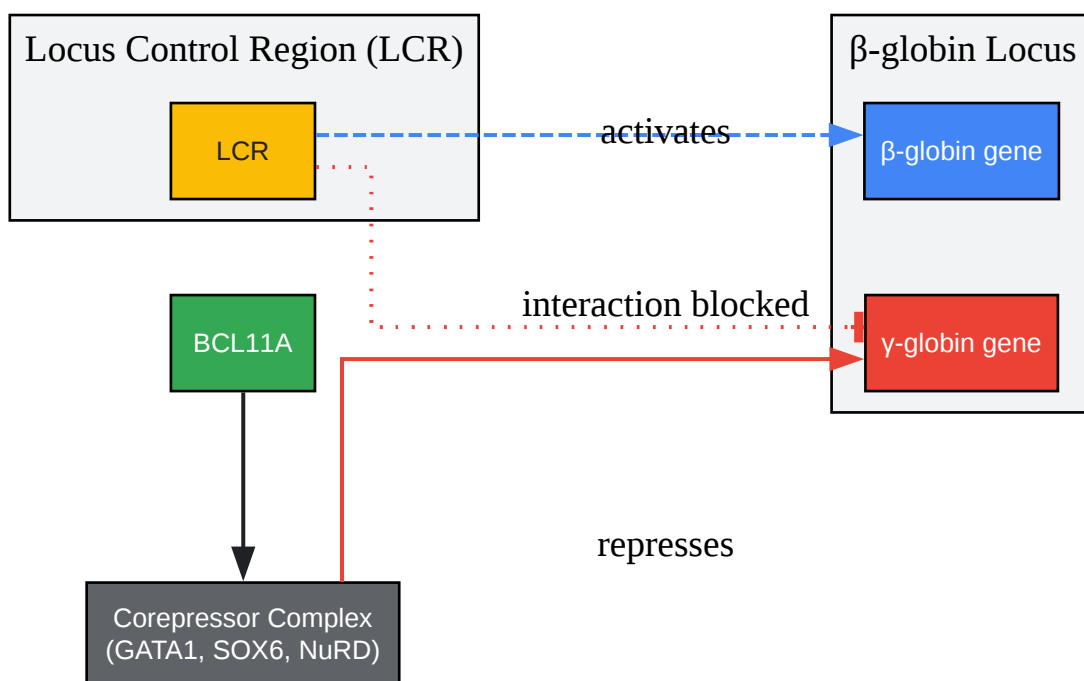 Locus Control Region (LCR)
β-globin Locus
LCR
activates
β-globin gene
interaction blocked
BCL11A
γ-globin gene
represses
Corepressor Complex
(GATA1, SOX6, NuRD)